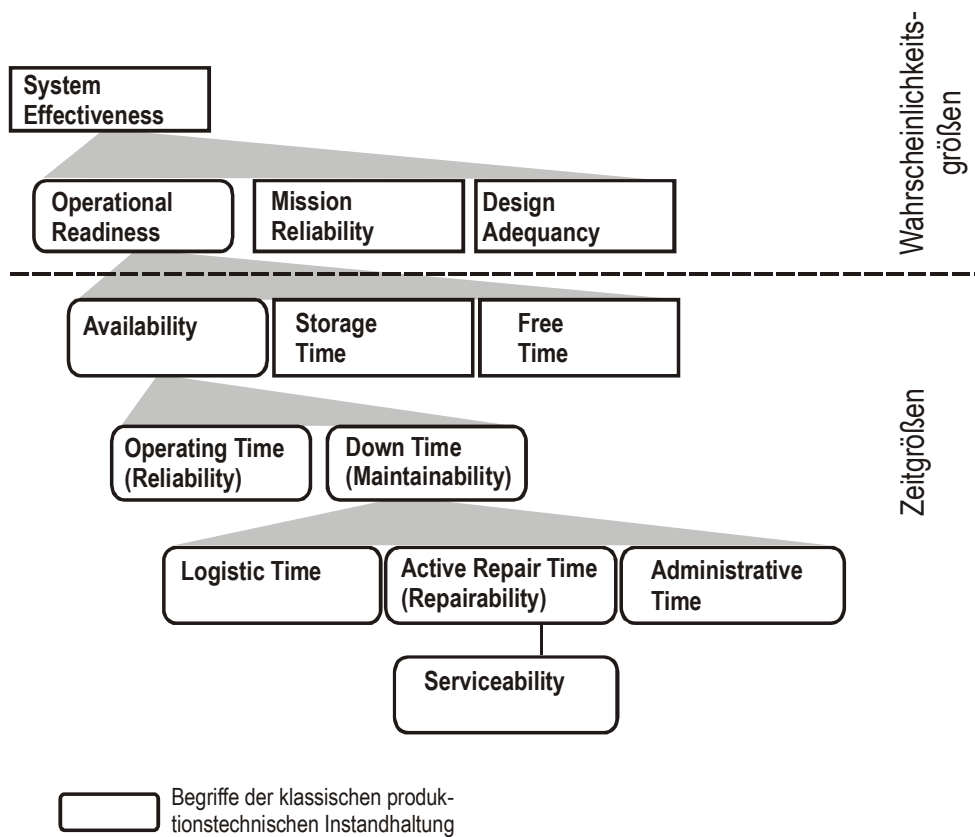 System
Effectiveness
Wahrscheinlichkeits-
größen
Operational
Readiness
Mission
Reliability
Design
Adequancy
Availability
Storage
Time
Free
Time
Zeitgrößen
Operating Time
(Reliability)
Down Time
(Maintainability)
Logistic Time
Active Repair Time
(Repairability)
Administrative
Time
Serviceability
Begriffe der klassischen produk-
tionstechnischen Instandhaltung